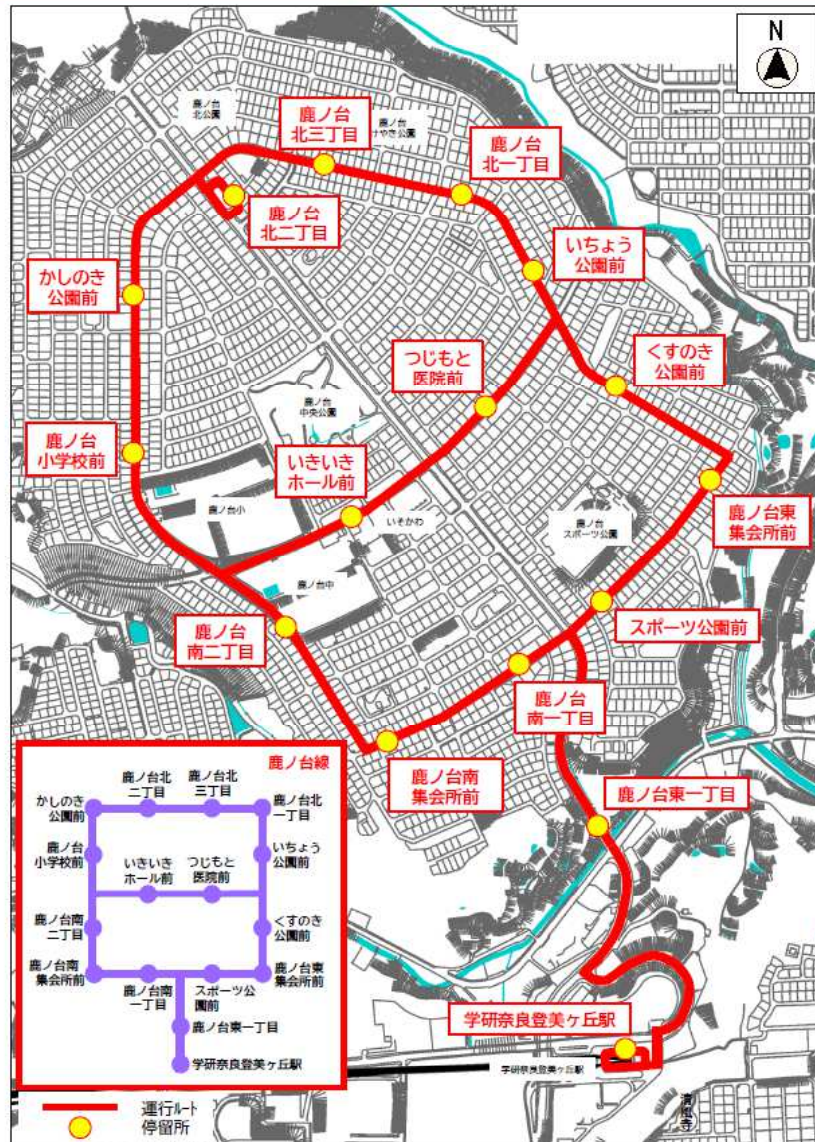 N
鹿ノ台
北公園
鹿ノ台
けやき公園
鹿ノ台
北三丁目
鹿ノ台
北一丁目
鹿ノ台
北二丁目
いちょう
公園前
かしのき
公園前
つじもと
医院前
くすのき
公園前
鹿ノ台
中央公園
鹿ノ台
小学校前
いきいき
ホール前
鹿ノ台小
いそかわ
鹿ノ台
スポーツ公園
鹿ノ台東
集会所前
鹿ノ台中
鹿ノ台
南二丁目
スポーツ公園前
鹿ノ台
南一丁目
鹿ノ台南
集会所前
鹿ノ台東一丁目
学研奈良登美ヶ丘駅
学研奈良登美ヶ丘駅
鹿ノ台線
鹿ノ台北
二丁目
鹿ノ台北
三丁目
かしのき
公園前
鹿ノ台北
一丁目
鹿ノ台
小学校前
いきいき
ホール前
つじもと
医院前
いちょう
公園前
鹿ノ台南
二丁目
くすのき
公園前
鹿ノ台南
集会所前
鹿ノ台南
一丁目
スポーツ公
園前
鹿ノ台東
集会所前
鹿ノ台東一丁目
学研奈良登美ヶ丘駅
運行ルート
停留所